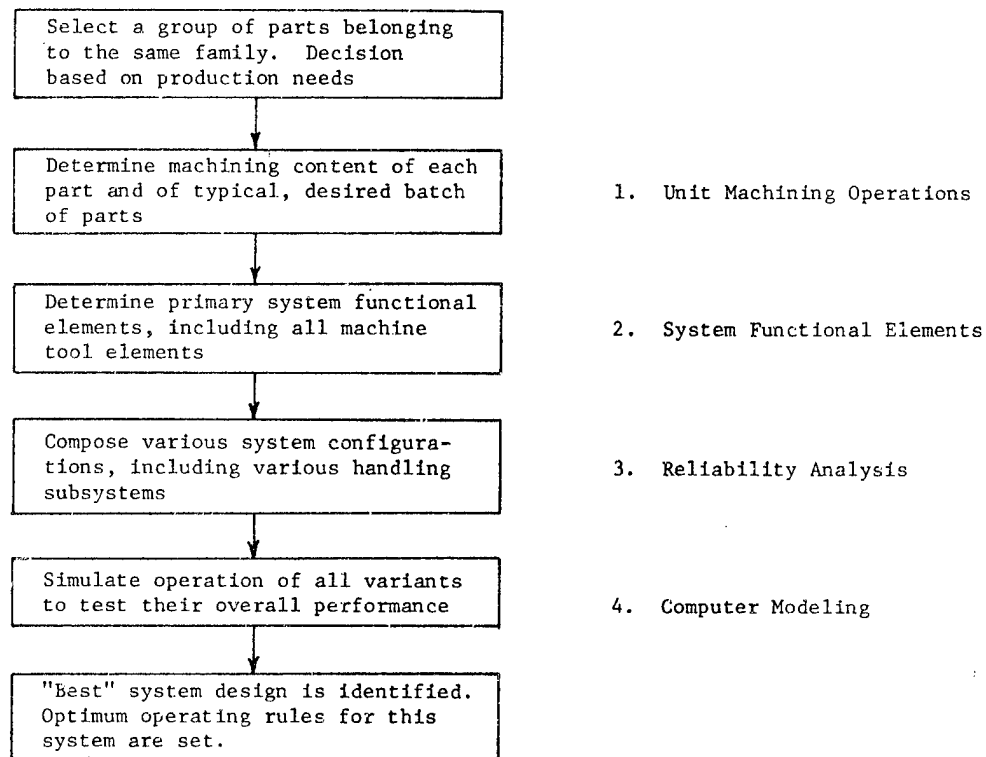 Select a group of parts belonging
to the same family. Decision
based on production needs
Determine machining content of each
part and of typical, desired batch
of parts
1. Unit Machining Operations
Determine primary system functional
elements, including all machine
tool elements
2. System Functional Elements
Compose various system configura-
tions, including various handling
subsystems
3. Reliability Analysis
Simulate operation of all variants
to test their overall performance
4. Computer Modeling
"Best" system design is identified.
Optimum operating rules for this
system are set.